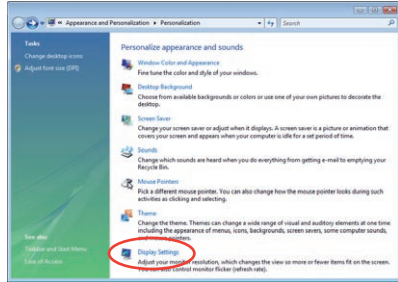 Appearance and Personalization ▸ Personalization
Search
Tasks
Change desktop icons
Adjust font size (DPI)
See also
Taskbar and Start Menu
Ease of Access
Personalize appearance and sounds
Window Color and Appearance
Fine tune the color and style of your windows.
Desktop Background
Choose from available backgrounds or colors or use one of your own pictures to decorate the
desktop.
Screen Saver
Change your screen saver or adjust when it displays. A screen saver is a picture or animation that
covers your screen and appears when your computer is idle for a set period of time.
Sounds
Change which sounds are heard when you do everything from getting e-mail to emptying your
Recycle Bin.
Mouse Pointers
Pick a different mouse pointer. You can also change how the mouse pointer looks during such
activities as clicking and selecting.
Theme
Change the theme. Themes can change a wide range of visual and auditory elements at one time
including the appearance of menus, icons, backgrounds, screen savers, some computer sounds,
and mouse pointers.
Display Settings
Adjust your monitor resolution, which changes the view so more or fewer items fit on the screen.
You can also control monitor flicker (refresh rate).